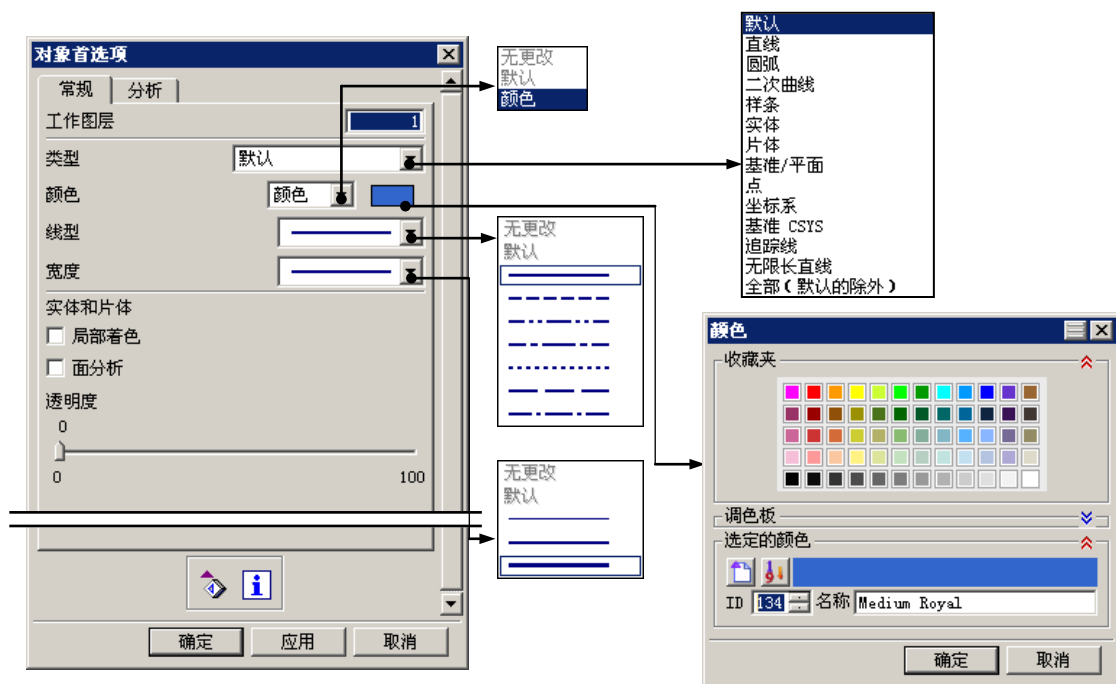 对象首选项
常规
分析
工作图层
1
类型
默认
颜色
颜色
线型
宽度
实体和片体
局部着色
面分析
透明度
0
0
100
确定
应用
取消
无更改
默认
颜色
无更改
默认
无更改
默认
默认
直线
圆弧
二次曲线
样条
实体
片体
基准/平面
点
坐标系
基准 CSYS
追踪线
无限长直线
全部(默认的除外)
颜色
收藏夹
调色板
选定的颜色
ID 134 名称 Medium Royal
确定
取消